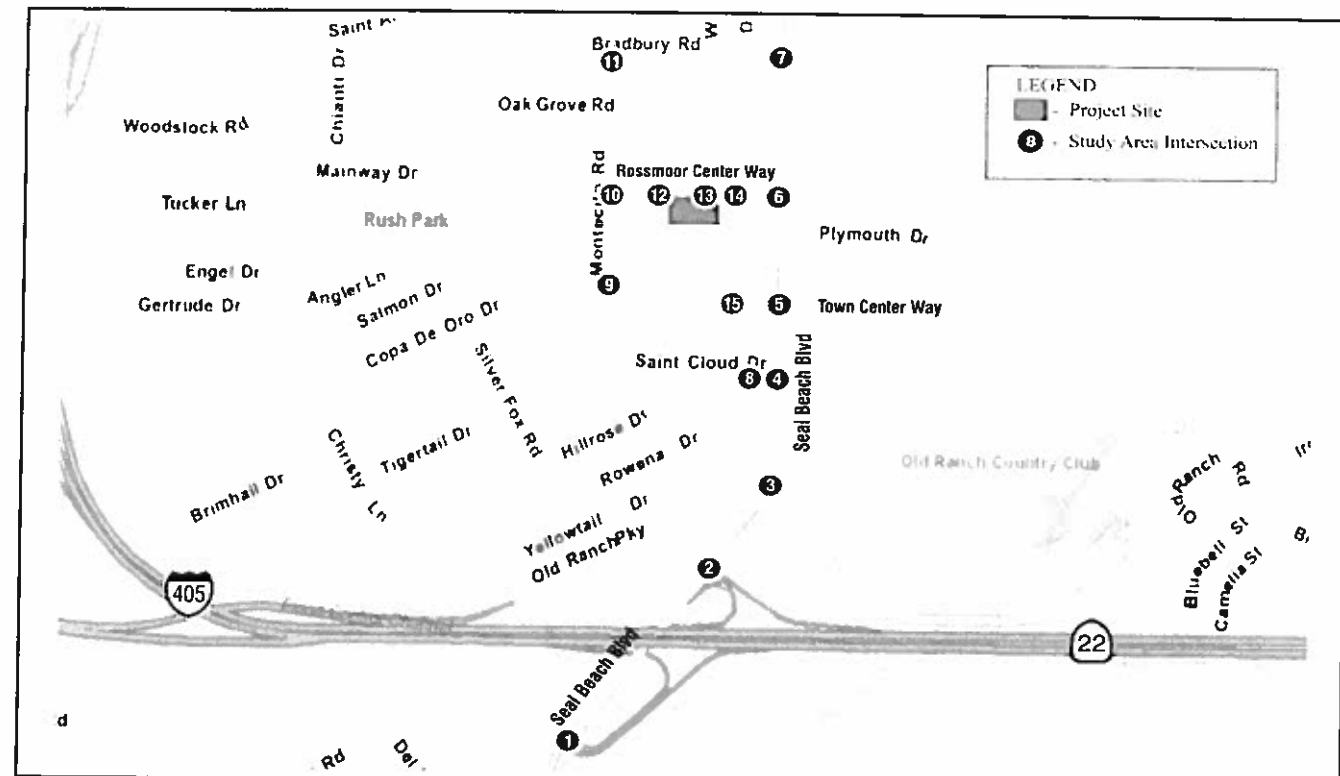 Chianti Dr
Bradbury Rd
W
D
11
7
LEGEND
- Project Site
8 - Study Area Intersection
Woodstock Rd
Oak Grove Rd
Mainway Dr
Rossmoor Center Way
10
12
13
14
6
Tucker Ln
Rush Park
Plymouth Dr
Engel Dr
Angler Ln
9
Gertrude Dr
Salmon Dr
15
5
Town Center Way
Copa De Oro Dr
Silver Fox Rd
Saint Cloud Dr
8
4
Seal Beach Blvd
Hillrose Dr
Christy Ln
Tigertail Dr
Rowena Dr
Old Ranch Country Club
Old Ranch Rd
3
Brimhall Dr
Yellowtail Dr
Old Ranch Pky
2
Bluebell St
Camelia St
405
22
Seal Beach Blvd
1
d
Rd
Del